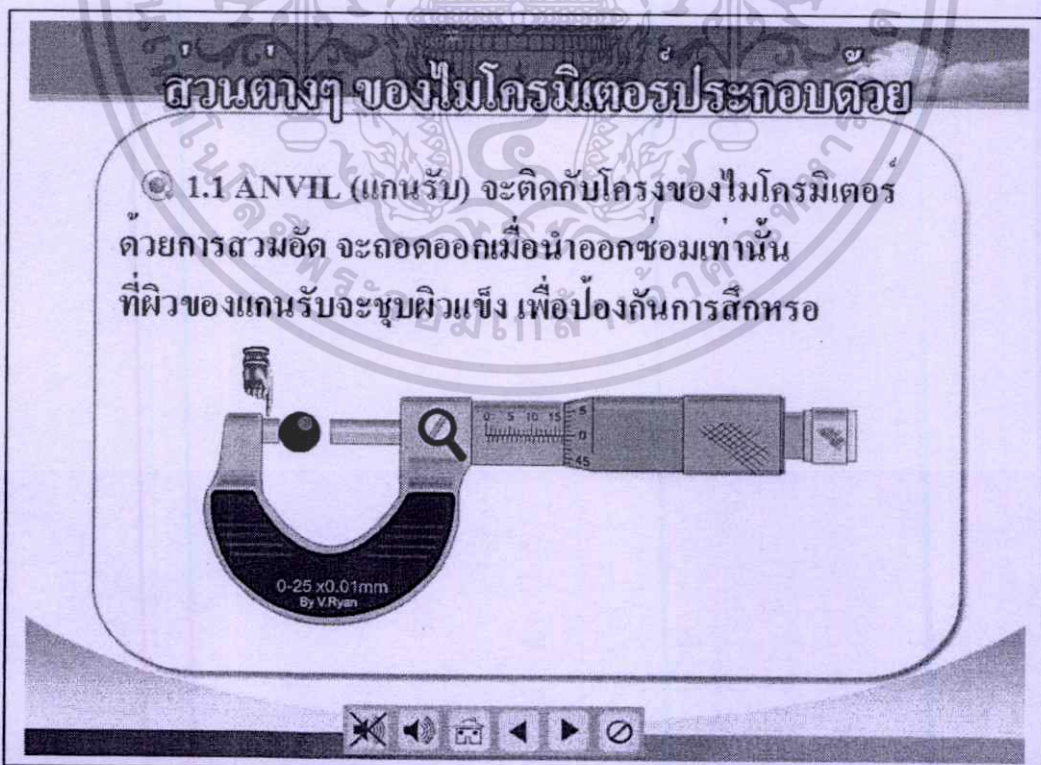 ส่วนต่างๆ ของไมโครมิเตอร์ประกอบด้วย
1.1 ANVIL (แกนรับ) จะติดกับโครงของไมโครมิเตอร์
ด้วยการสวมอัด จะถอดออกเมื่อนำออกซ่อมเท่านั้น
ที่ผิวของแกนรับจะชุบผิวแข็ง เพื่อป้องกันการสึกหรอ
0 5 10 15
5
0
45
0-25 x0.01mm
By V.Ryan